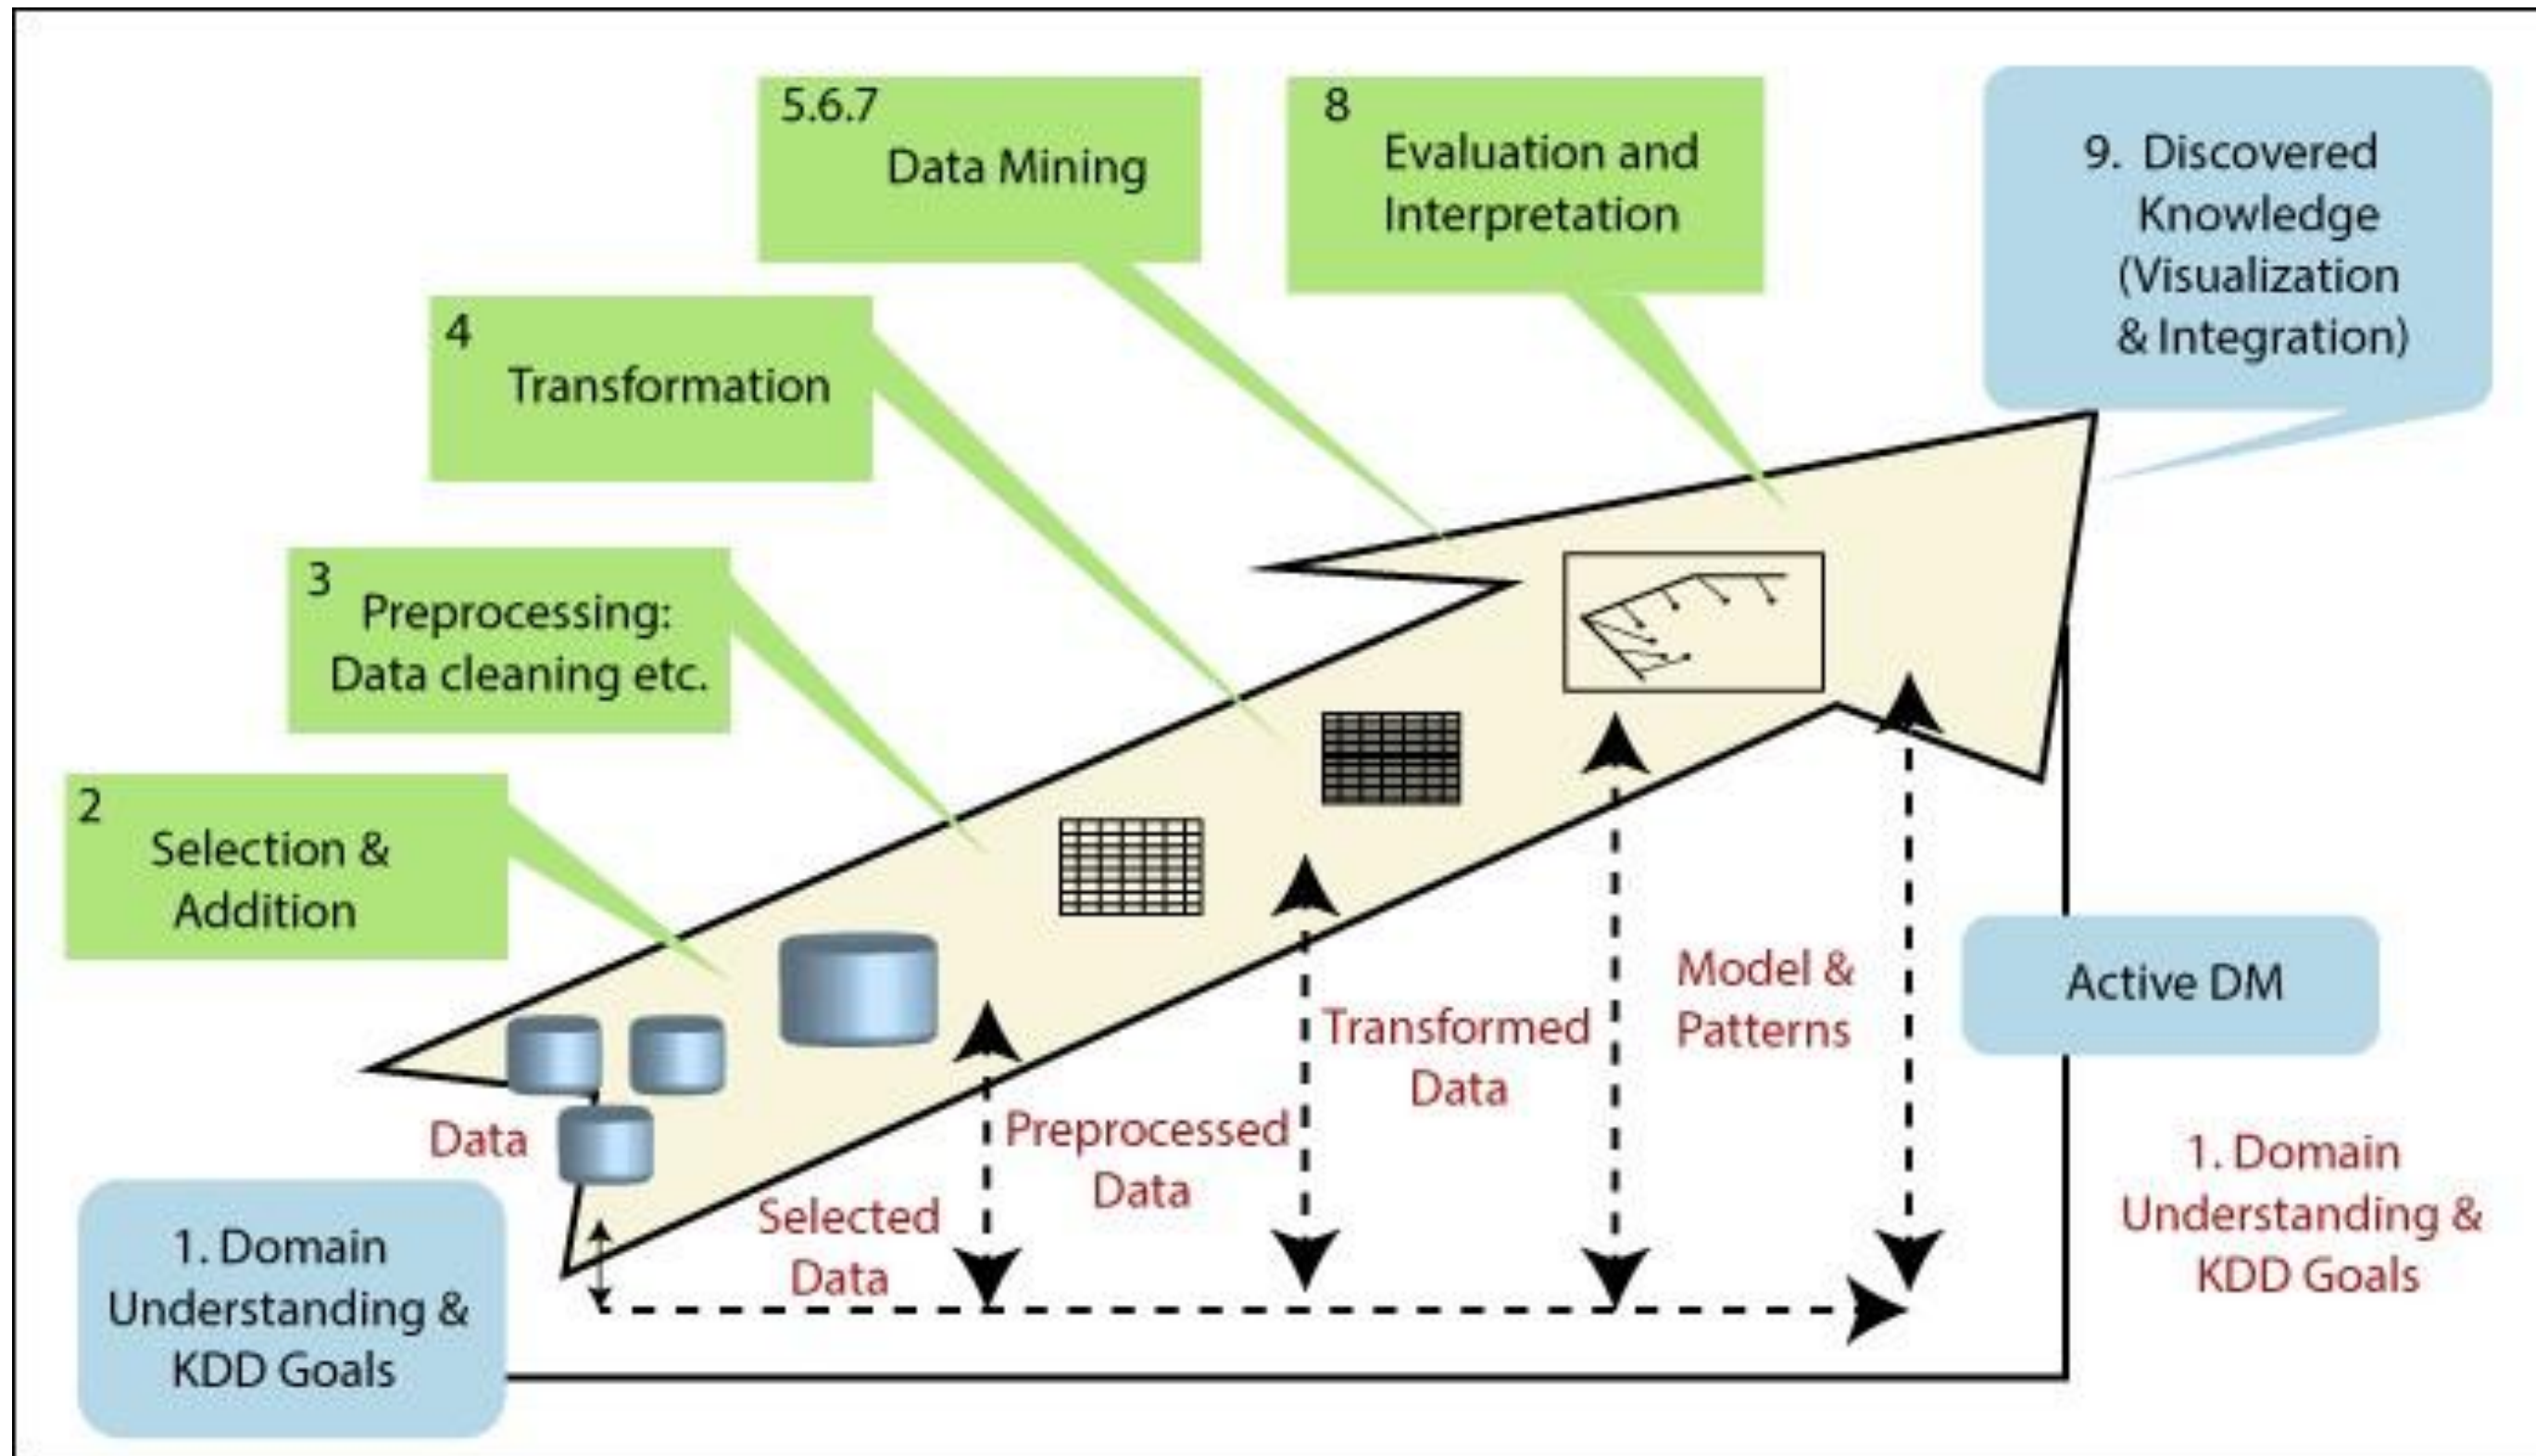 5.6.7
Data Mining
8
Evaluation and
Interpretation
9. Discovered
Knowledge
(Visualization
& Integration)
4
Transformation
3
Preprocessing:
Data cleaning etc.
2
Selection &
Addition
Data
1. Domain
Understanding &
KDD Goals
Selected
Data
Preprocessed
Data
Transformed
Data
Model &
Patterns
Active DM
1. Domain
Understanding &
KDD Goals